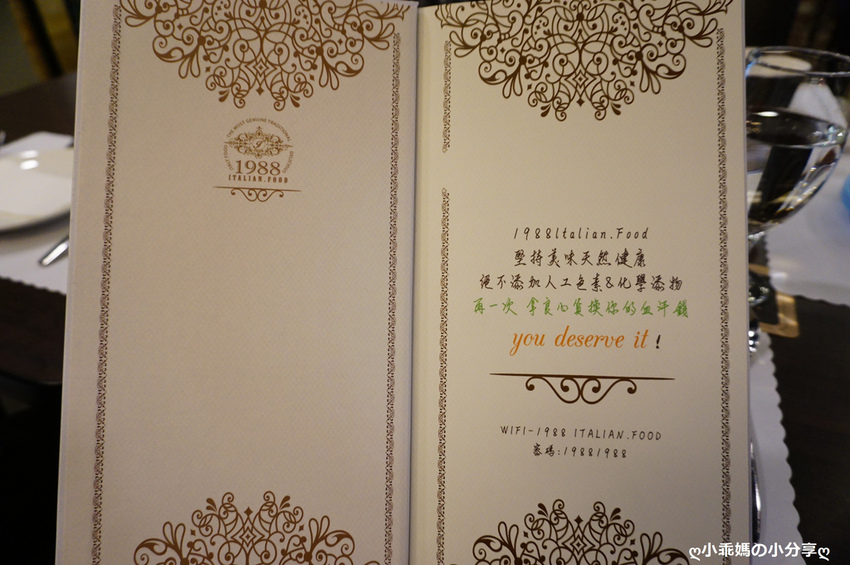 THE MOST GENUINE TRADITIONAL
1988
ITALIAN.FOOD
1988Italian.Food
堅持美味天然健康
絕不添加人工色素&化學添物
再一次 拿良心貨換你的血汗錢
you deserve it!
WIFI-1988 ITALIAN.FOOD
密碼:19881988
ღ小乖媽の小分享ღ